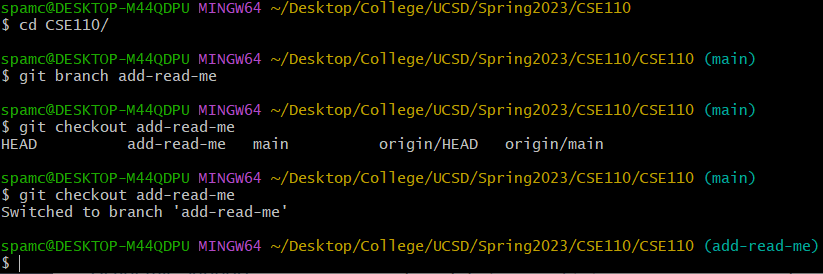 spamc@DESKTOP-M44QDPU MINGW64 ~/Desktop/College/UCSD/Spring2023/CSE110
$ cd CSE110/
spamc@DESKTOP-M44QDPU MINGW64 ~/Desktop/College/UCSD/Spring2023/CSE110/CSE110 (main)
$ git branch add-read-me
spamc@DESKTOP-M44QDPU MINGW64 ~/Desktop/College/UCSD/Spring2023/CSE110/CSE110 (main)
$ git checkout add-read-me
HEAD          add-read-me   main          origin/HEAD   origin/main
spamc@DESKTOP-M44QDPU MINGW64 ~/Desktop/College/UCSD/Spring2023/CSE110/CSE110 (main)
$ git checkout add-read-me
Switched to branch 'add-read-me'
spamc@DESKTOP-M44QDPU MINGW64 ~/Desktop/College/UCSD/Spring2023/CSE110/CSE110 (add-read-me)
$